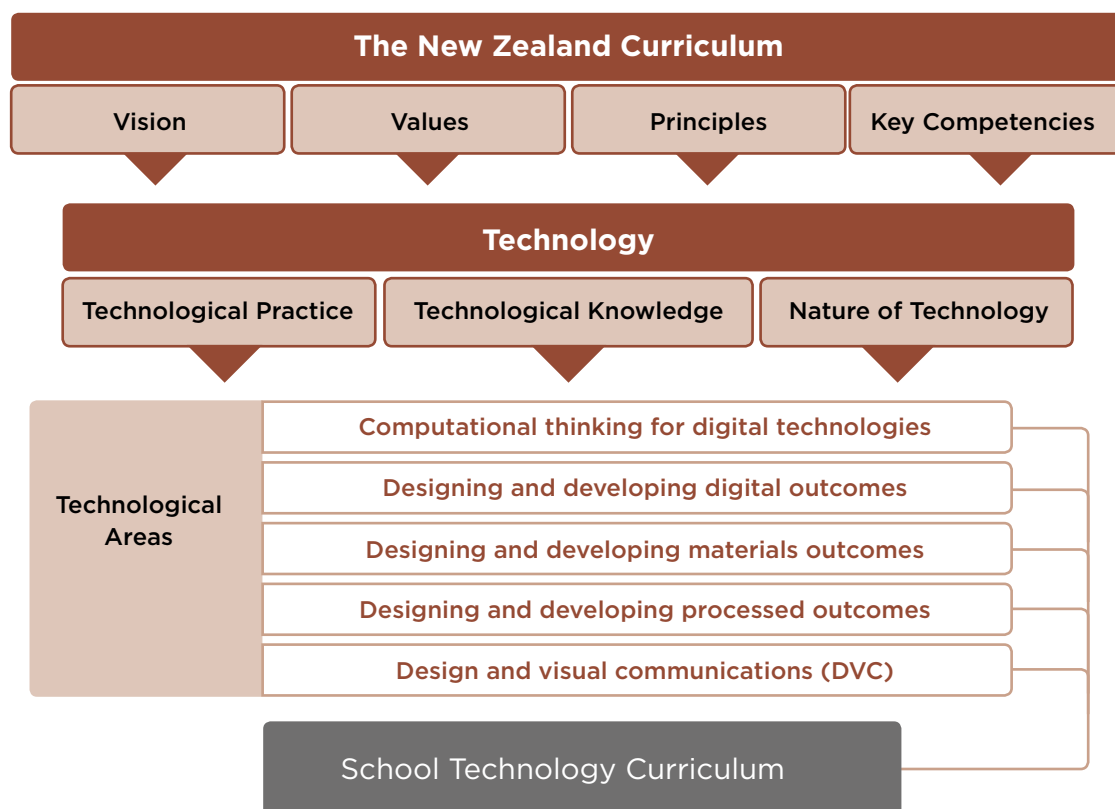 The New Zealand Curriculum
Vision
Values
Principles
Key Competencies
Technology
Technological Practice
Technological Knowledge
Nature of Technology
Technological
Areas
Computational thinking for digital technologies
Designing and developing digital outcomes
Designing and developing materials outcomes
Designing and developing processed outcomes
Design and visual communications (DVC)
School Technology Curriculum